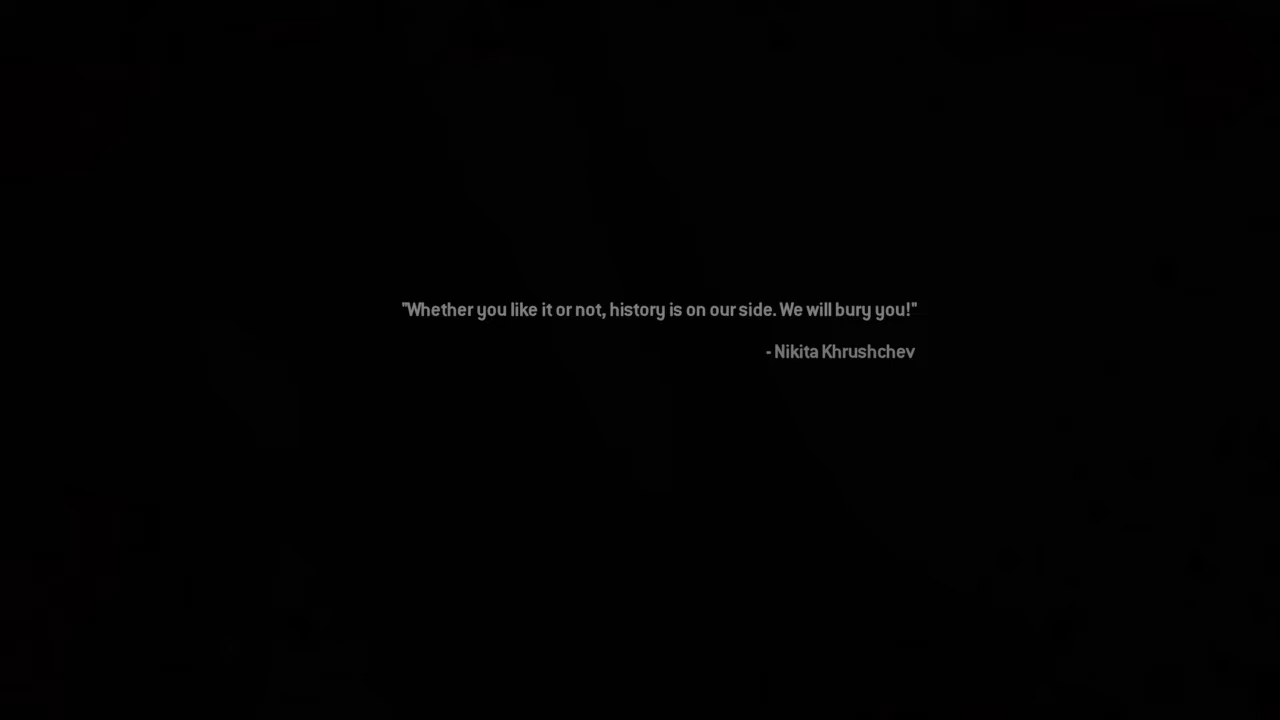 "Whether you like it or not, history is on our side. We will bury you!"
- Nikita Khrushchev